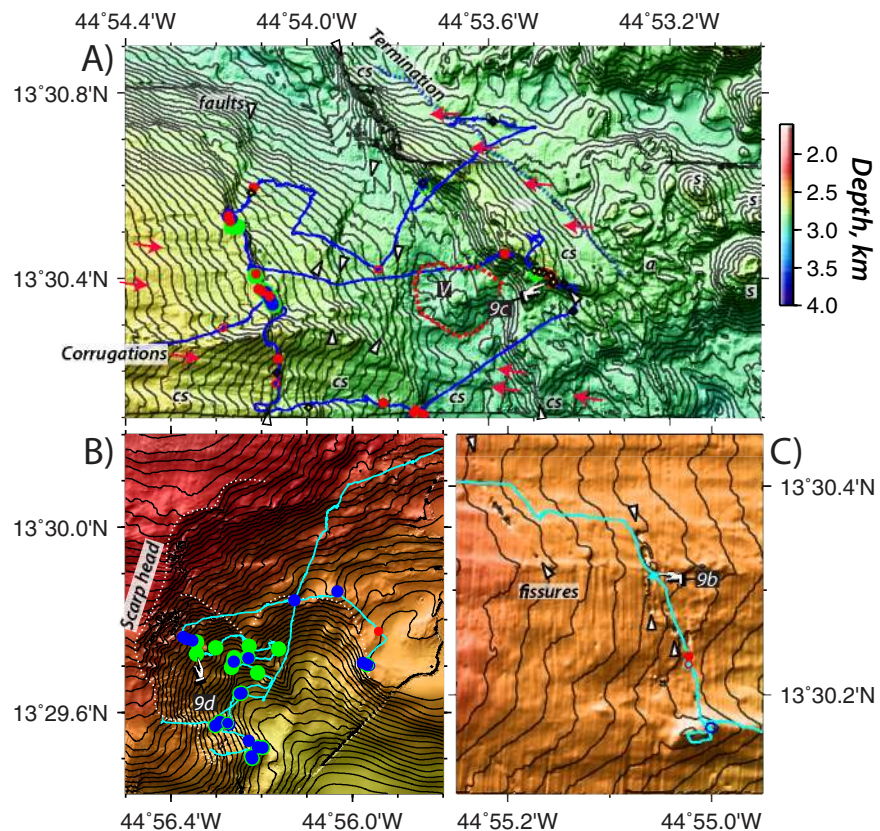 44˚54.4'W 44˚54.0'W 44˚53.6'W 44˚53.2'W
A)
Termination
cs
cs
13˚30.8'N
faults
2.0
2.5
3.0
3.5
4.0
Depth, km
s
s
cs
a
13˚30.4'N
V
9c
s
Corrugations
cs
cs
cs
cs
B)
C)
13˚30.0'N
Scarp head
9d
13˚29.6'N
13˚30.4'N
9b
fissures
13˚30.2'N
44˚56.4'W 44˚56.0'W 44˚55.2'W 44˚55.0'W